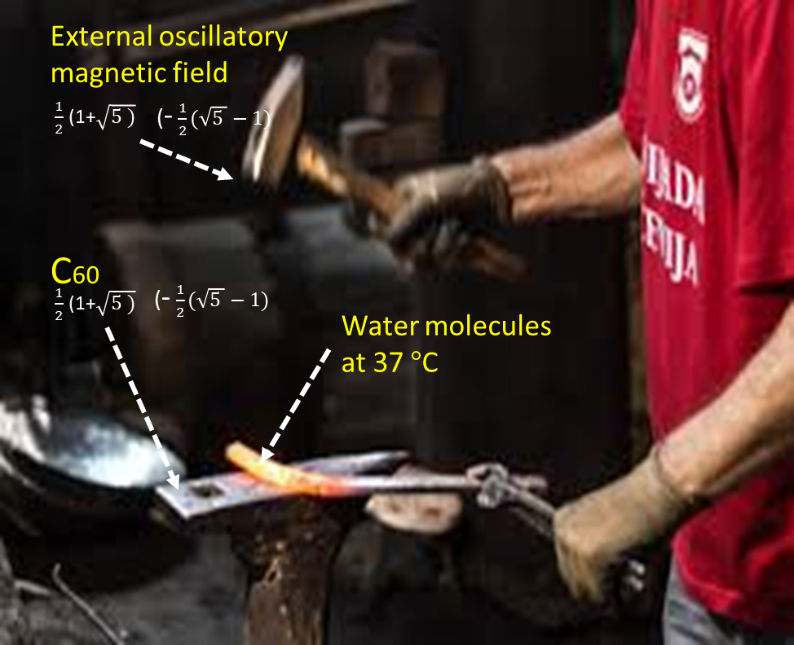 External oscillatory
magnetic field
½(1+√5) (-½(√5 − 1)
C60
½(1+√5) (-½(√5 − 1)
Water molecules
at 37 °C
IJADA